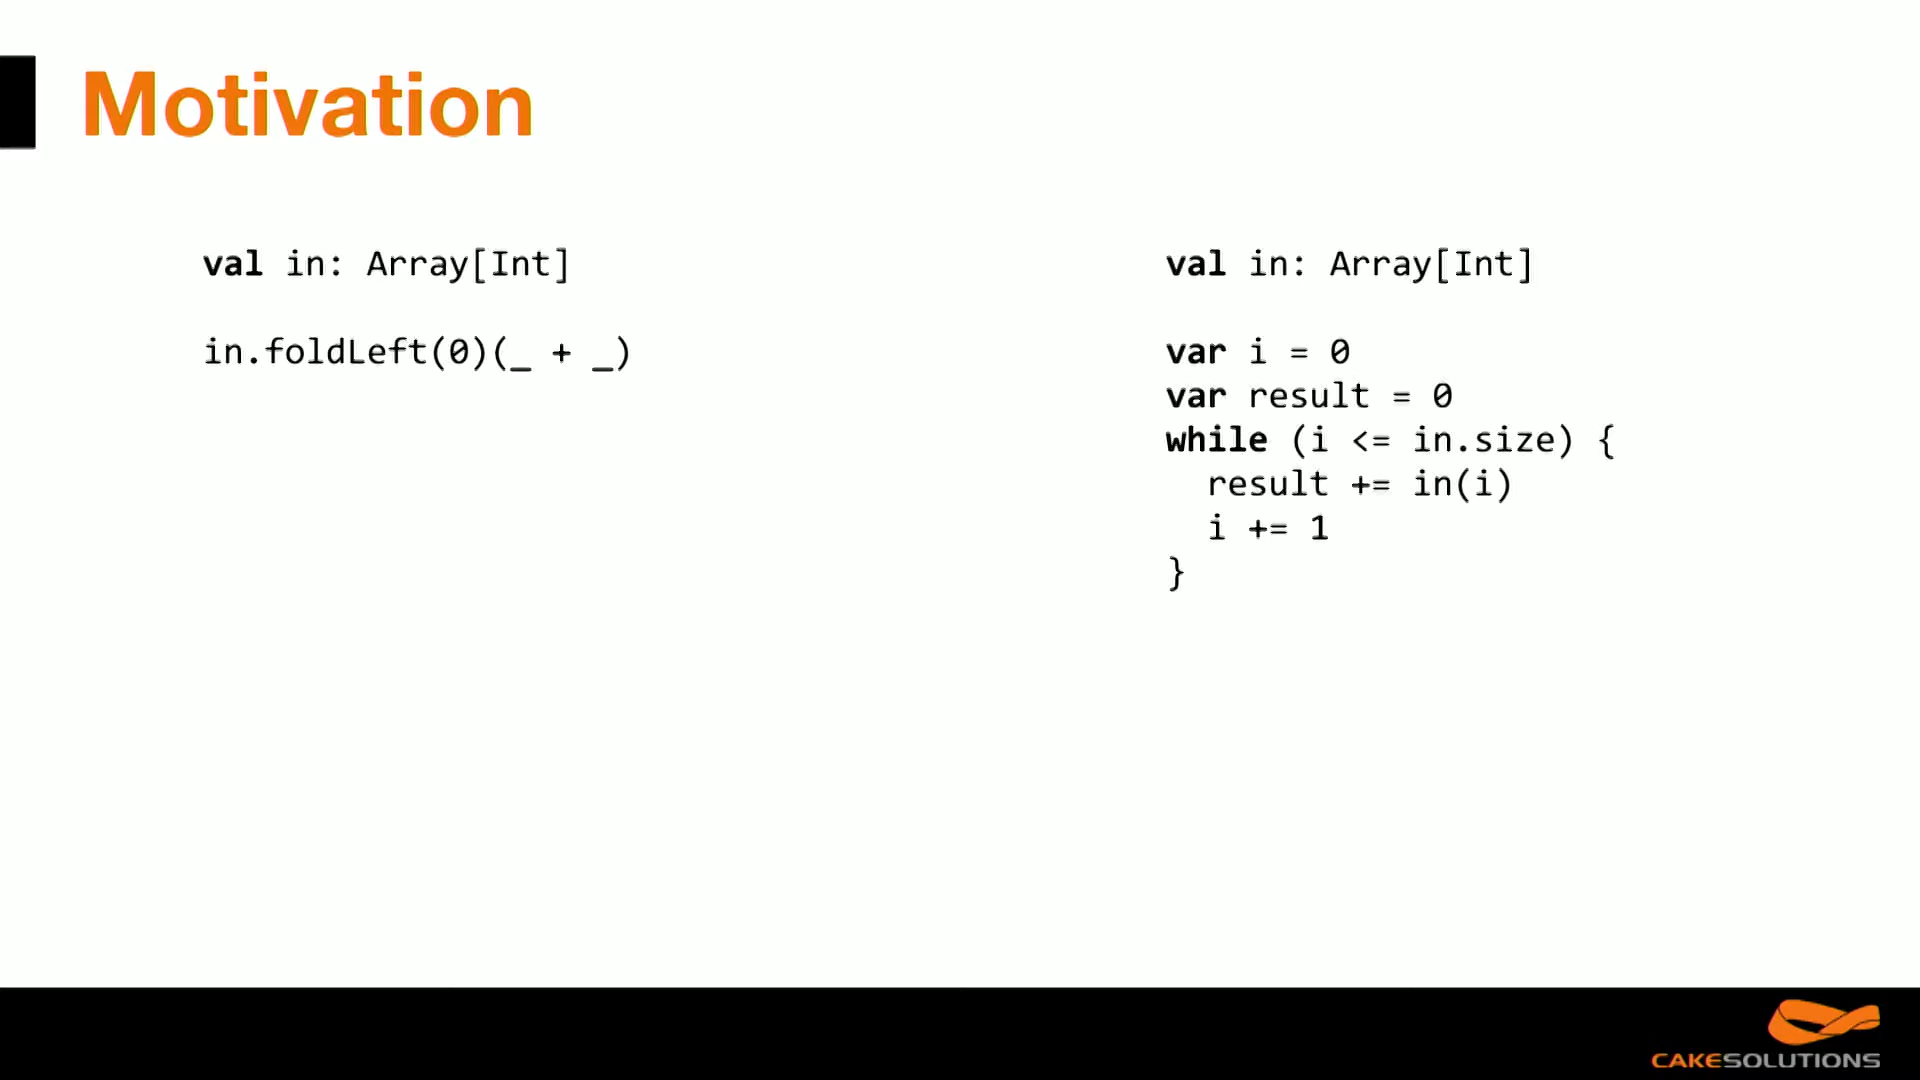 Motivation
val in: Array[Int]
in.foldLeft(0)(_ + _)
val in: Array[Int]
var i = 0
var result = 0
while (i <= in.size) {
  result += in(i)
  i += 1
}
CAKESOLUTIONS